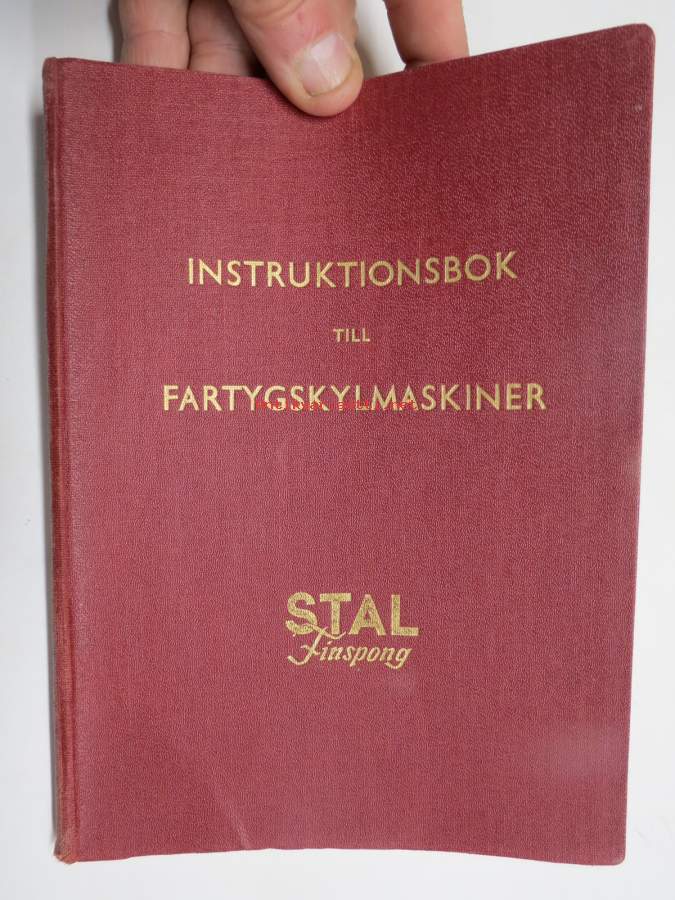 INSTRUKTIONSBOK
TILL
FARTYGSKYLMASKINER
STAL
Finspong